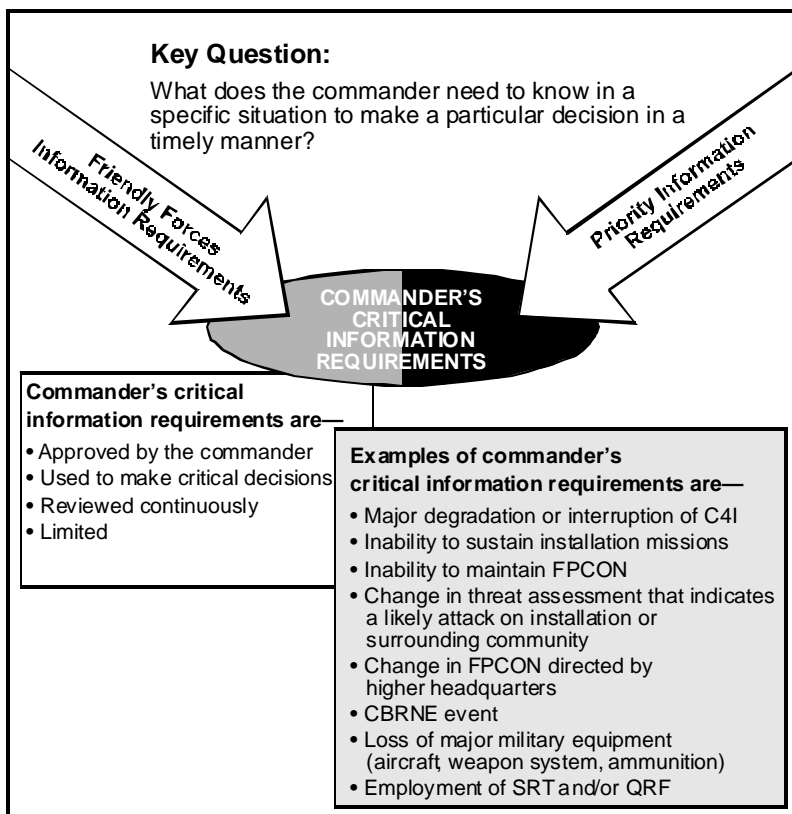 Key Question:
What does the commander need to know in a
specific situation to make a particular decision in a
timely manner?
Friendly Forces
Information Requirements
Priority Information
Requirements
COMMANDER'S
CRITICAL
INFORMATION
REQUIREMENTS
Commander's critical
information requirements are—
• Approved by the commander
• Used to make critical decisions
• Reviewed continuously
• Limited
Examples of commander's
critical information requirements are—
• Major degradation or interruption of C4I
• Inability to sustain installation missions
• Inability to maintain FPCON
• Change in threat assessment that indicates
a likely attack on installation or
surrounding community
• Change in FPCON directed by
higher headquarters
• CBRNE event
• Loss of major military equipment
(aircraft, weapon system, ammunition)
• Employment of SRT and/or QRF